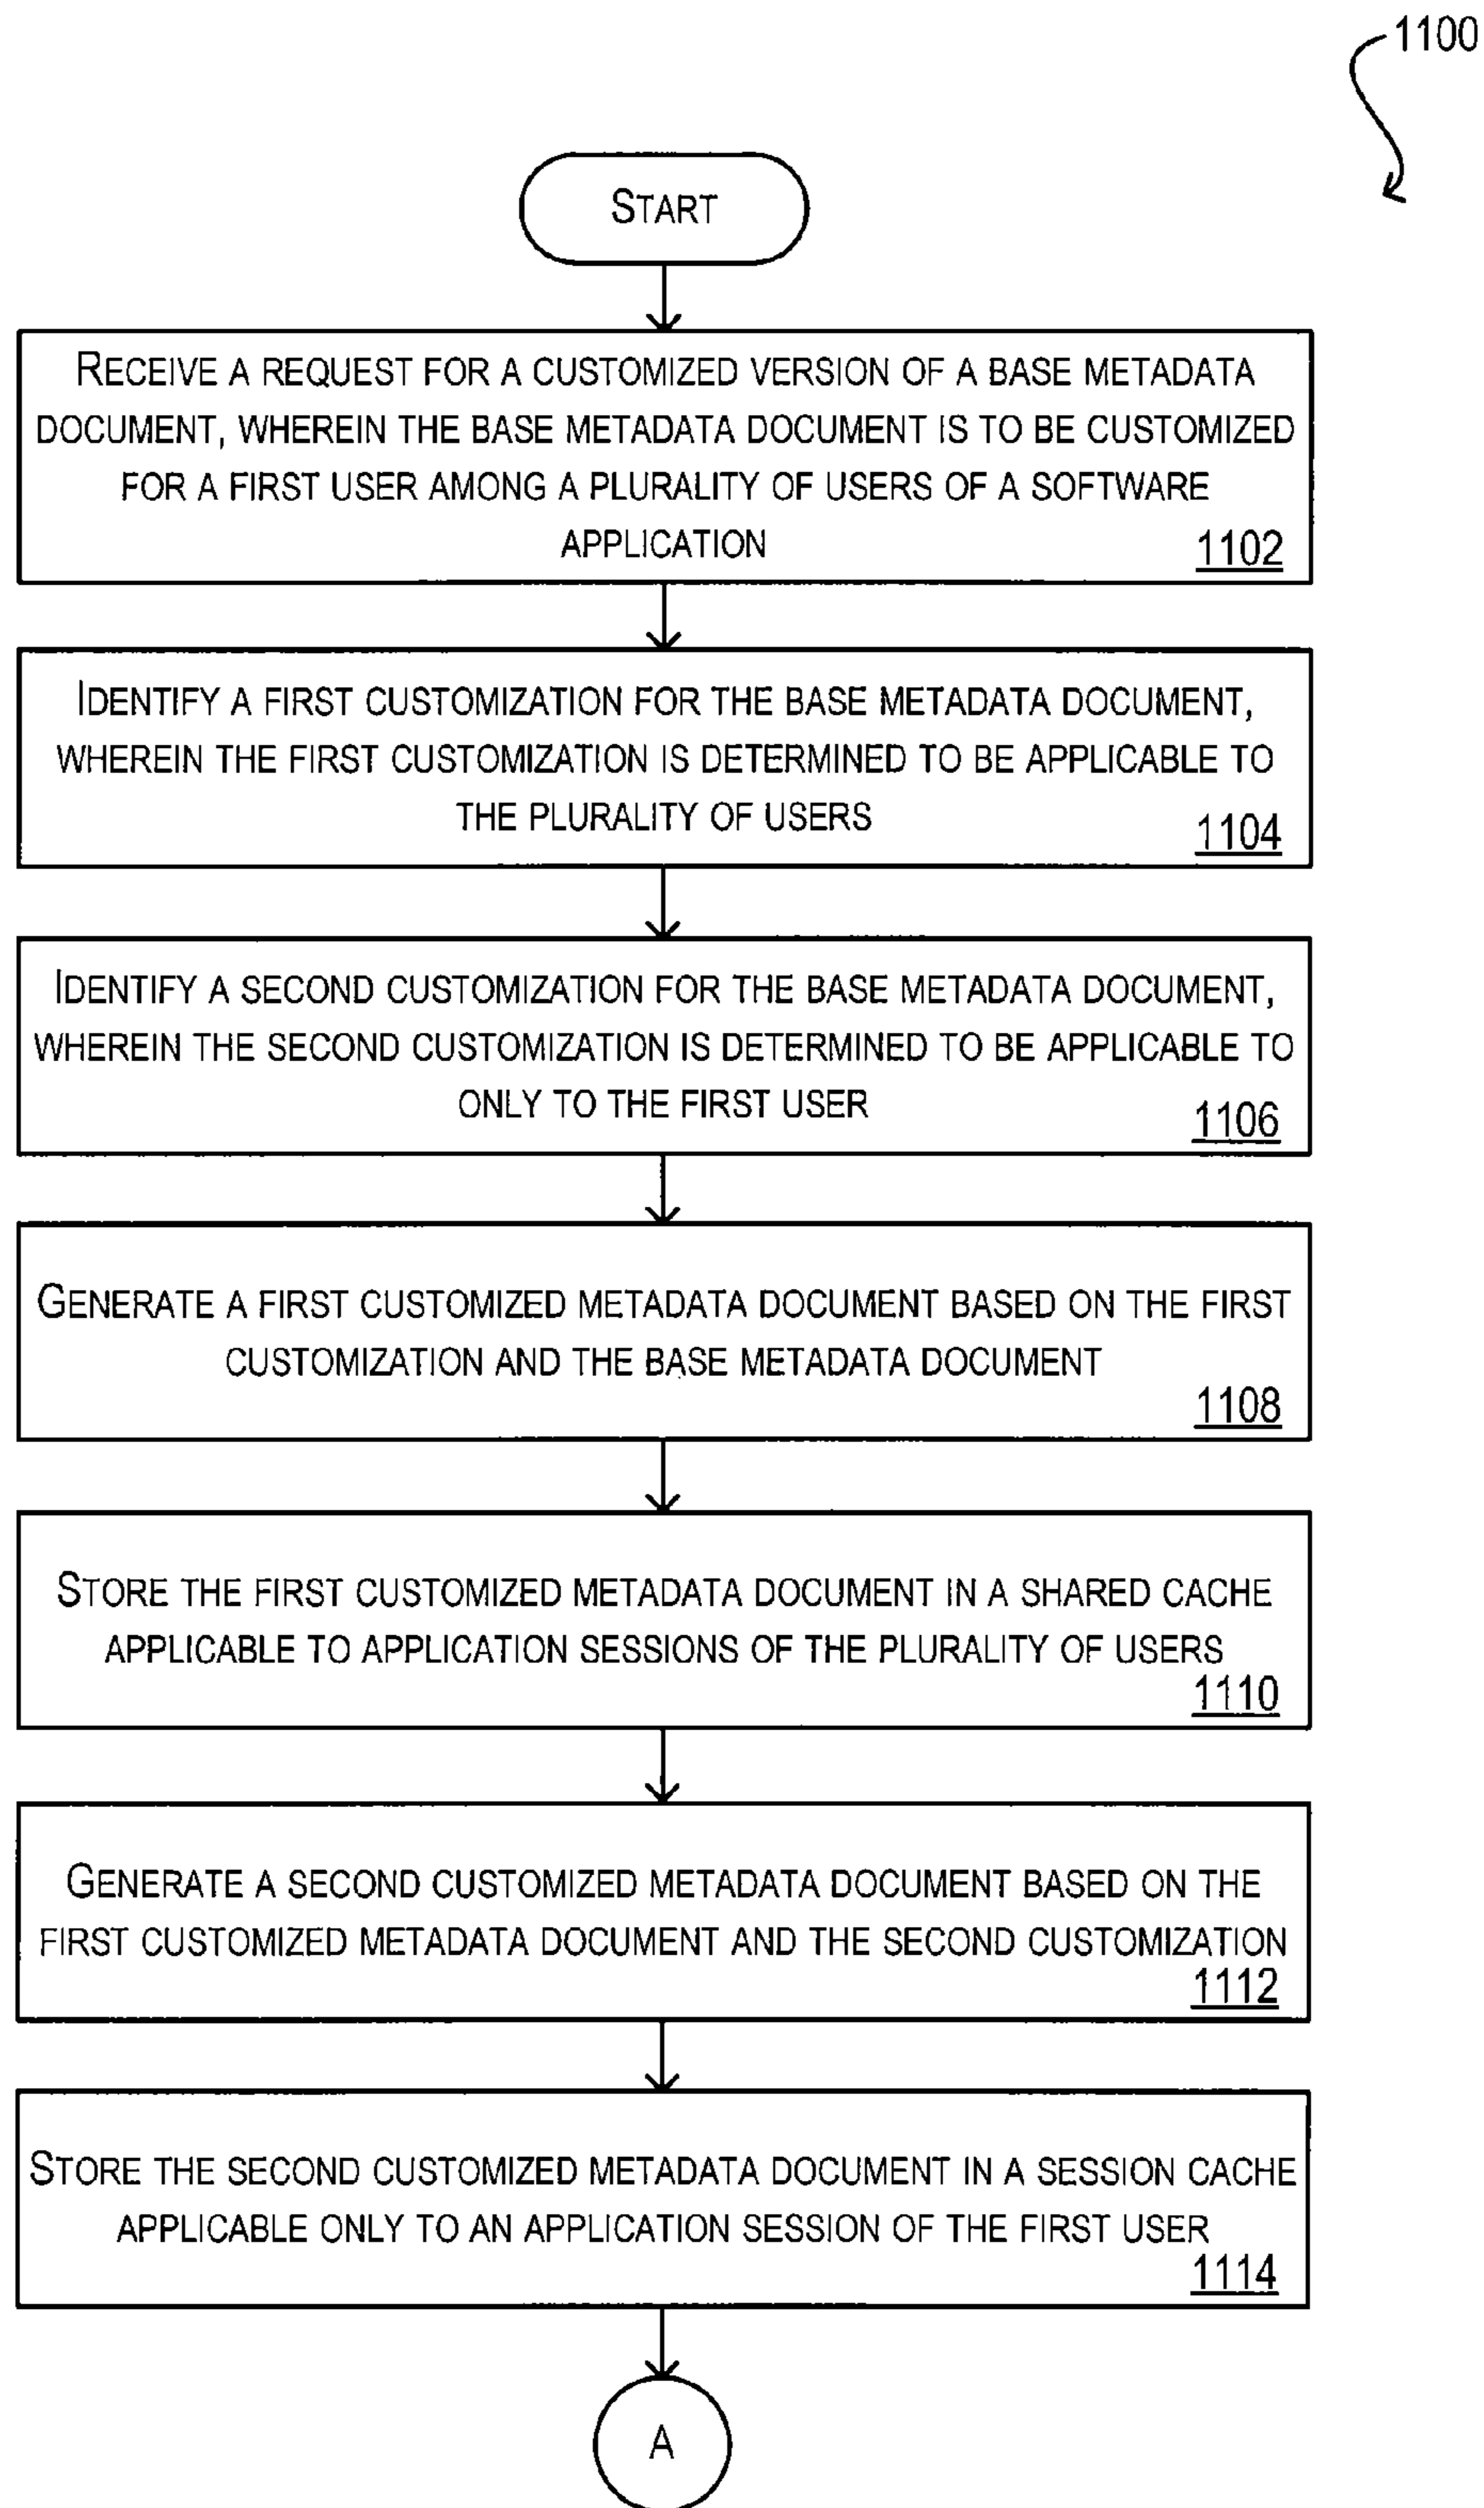 1100
START
RECEIVE A REQUEST FOR A CUSTOMIZED VERSION OF A BASE METADATA
DOCUMENT, WHEREIN THE BASE METADATA DOCUMENT IS TO BE CUSTOMIZED
FOR A FIRST USER AMONG A PLURALITY OF USERS OF A SOFTWARE
APPLICATION
1102
IDENTIFY A FIRST CUSTOMIZATION FOR THE BASE METADATA DOCUMENT,
WHEREIN THE FIRST CUSTOMIZATION IS DETERMINED TO BE APPLICABLE TO
THE PLURALITY OF USERS
1104
IDENTIFY A SECOND CUSTOMIZATION FOR THE BASE METADATA DOCUMENT,
WHEREIN THE SECOND CUSTOMIZATION IS DETERMINED TO BE APPLICABLE TO
ONLY TO THE FIRST USER
1106
GENERATE A FIRST CUSTOMIZED METADATA DOCUMENT BASED ON THE FIRST
CUSTOMIZATION AND THE BASE METADATA DOCUMENT
1108
STORE THE FIRST CUSTOMIZED METADATA DOCUMENT IN A SHARED CACHE
APPLICABLE TO APPLICATION SESSIONS OF THE PLURALITY OF USERS
1110
GENERATE A SECOND CUSTOMIZED METADATA DOCUMENT BASED ON THE
FIRST CUSTOMIZED METADATA DOCUMENT AND THE SECOND CUSTOMIZATION
1112
STORE THE SECOND CUSTOMIZED METADATA DOCUMENT IN A SESSION CACHE
APPLICABLE ONLY TO AN APPLICATION SESSION OF THE FIRST USER
1114
A